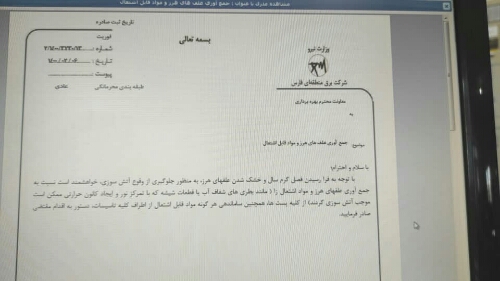 مشاهده مدرک با عنوان : جمع آوری علف های هرز و مواد قابل اشتعال
تاریخ ثبت صادره
بسمه تعالی
وزارت نیرو
شرکت برق منطقه‌ای فارس
فوریت
شماره :
تاریخ :
پیوست :
طبقه بندی محرمانگی عادی
معاونت محترم بهره برداری
به
موضوع: جمع آوری علف های هرز و مواد قابل اشتعال
با سلام و احترام؛
با توجه به فرا رسیدن فصل گرم سال و خشک شدن علفهای هرز، به منظور جلوگیری از وقوع آتش سوزی، خواهشمند است نسبت به
جمع آوری علفهای هرز و مواد اشتعال زا ( مانند بطری های شفاف آب یا قطعات شیشه که با تمرکز نور و ایجاد کانون حرارتی ممکن است
موجب آتش سوزی گردند) از کلیه پست ها، همچنین ساماندهی هر گونه مواد قابل اشتعال از اطراف کلیه تاسیسات، دستور به اقدام مقتضی
صادر فرمایید.